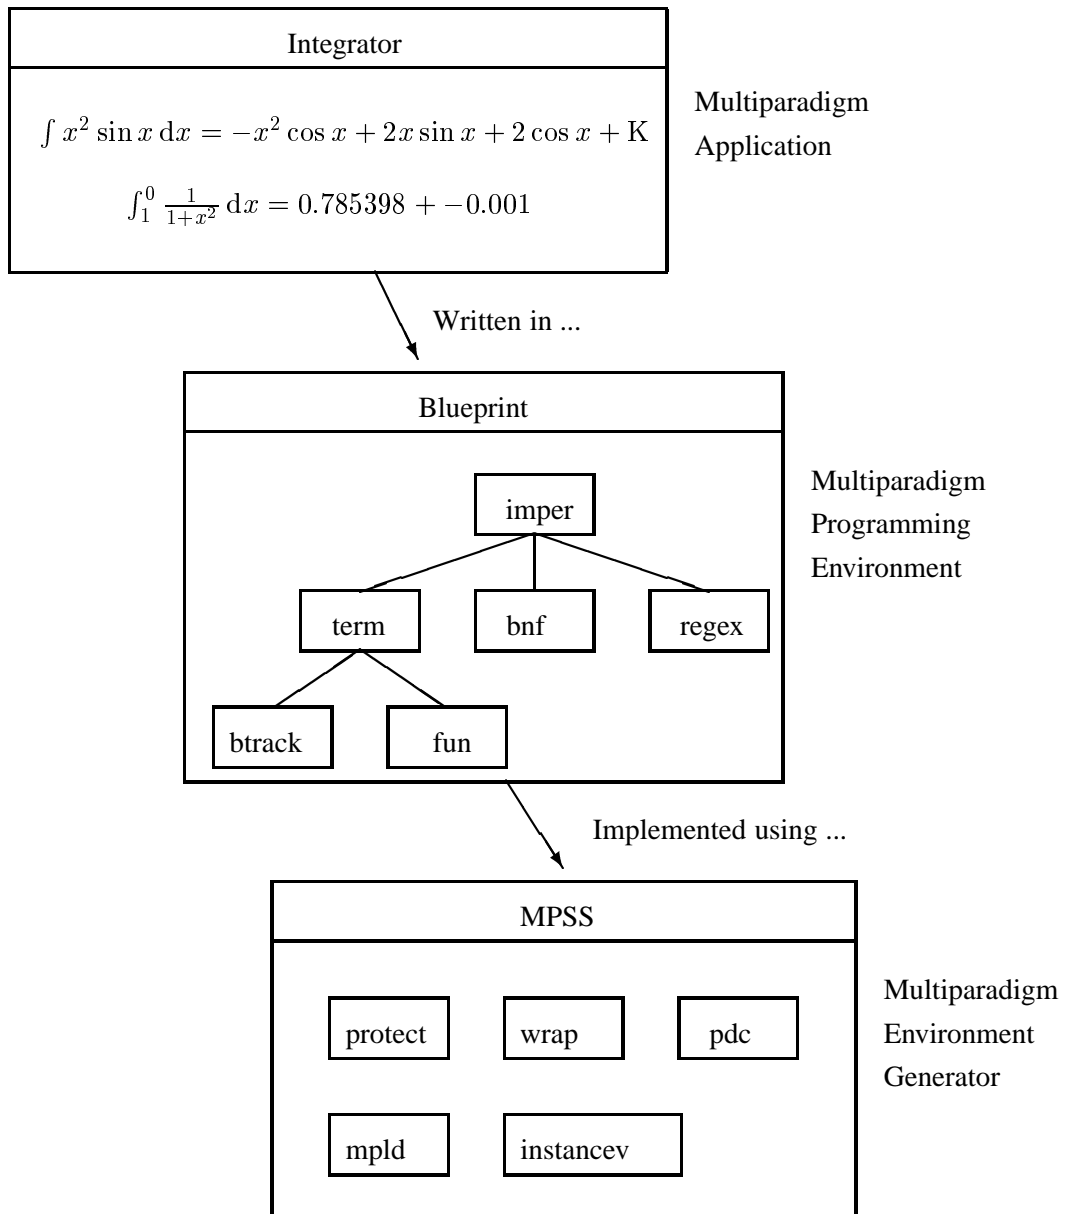 Integrator
∫ x² sin x dx = −x² cos x + 2x sin x + 2 cos x + K
∫₁⁰ 1/(1+x²) dx = 0.785398 + −0.001
Multiparadigm
Application
Written in ...
Blueprint
imper
term bnf regex
btrack fun
Multiparadigm
Programming
Environment
Implemented using ...
MPSS
protect wrap pdc
mpld instancev
Multiparadigm
Environment
Generator